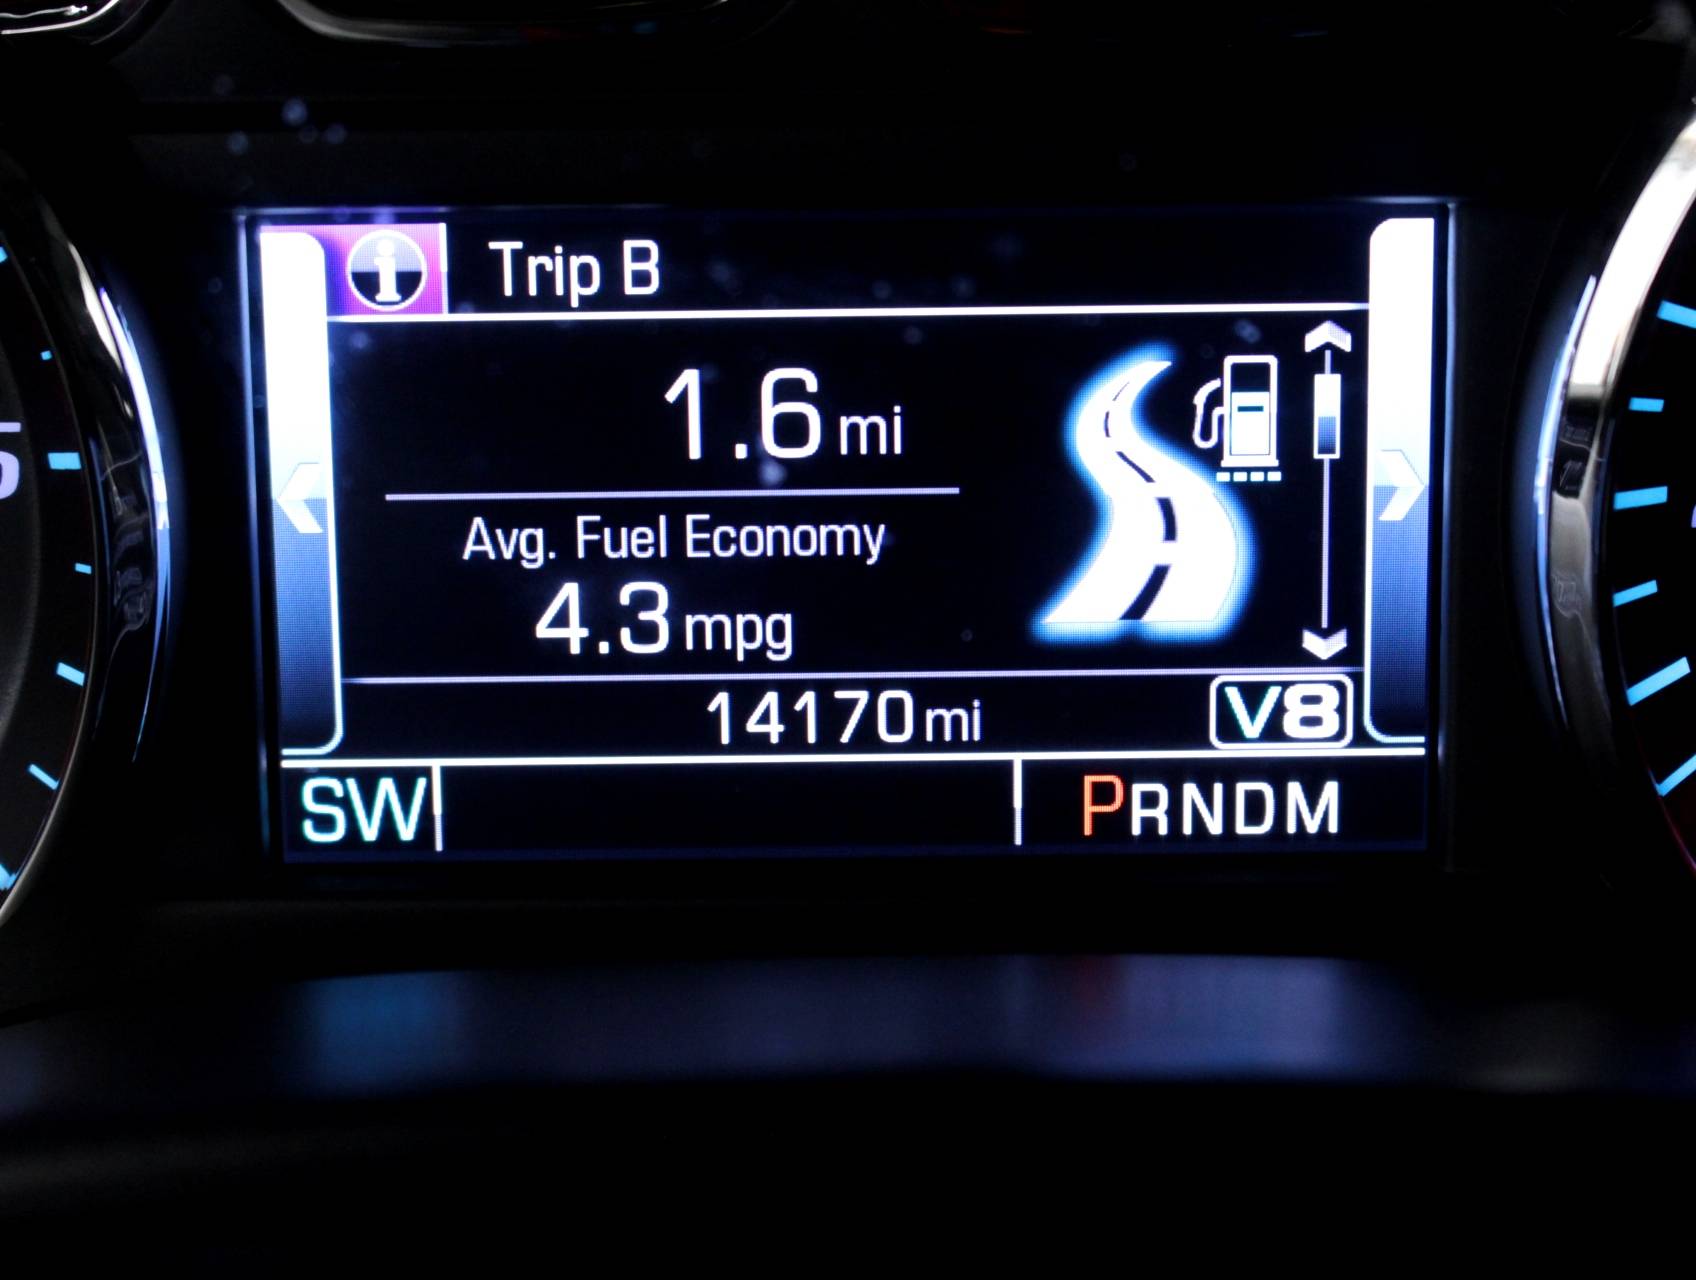 Trip B
1.6 mi
Avg. Fuel Economy
4.3 mpg
14170 mi
V8
SW
PRNDM